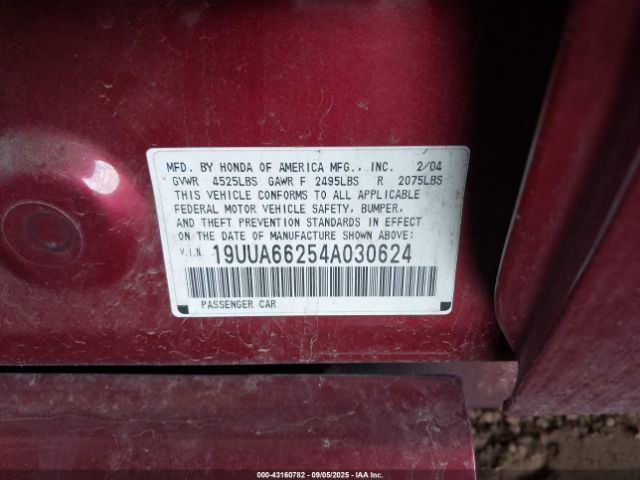 MFD. BY HONDA OF AMERICA MFG., INC. 2/04
GVWR 4525LBS GAWR F 2495LBS R 2075LBS
THIS VEHICLE CONFORMS TO ALL APPLICABLE
FEDERAL MOTOR VEHICLE SAFETY, BUMPER,
AND THEFT PREVENTION STANDARDS IN EFFECT
ON THE DATE OF MANUFACTURE SHOWN ABOVE:
V.I.N. 19UUA66254A030624
PASSENGER CAR
000-43160782 - 09/05/2025 - IAA Inc.